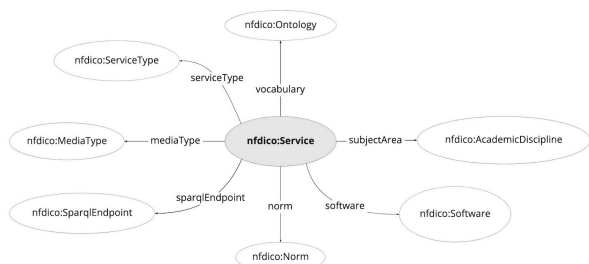 nfdico:Ontology
nfdico:ServiceType
serviceType
vocabulary
nfdico:MediaType
mediaType
nfdico:Service
subjectArea
nfdico:AcademicDiscipline
sparqlEndpoint
norm
software
nfdico:SparqlEndpoint
nfdico:Software
nfdico:Norm